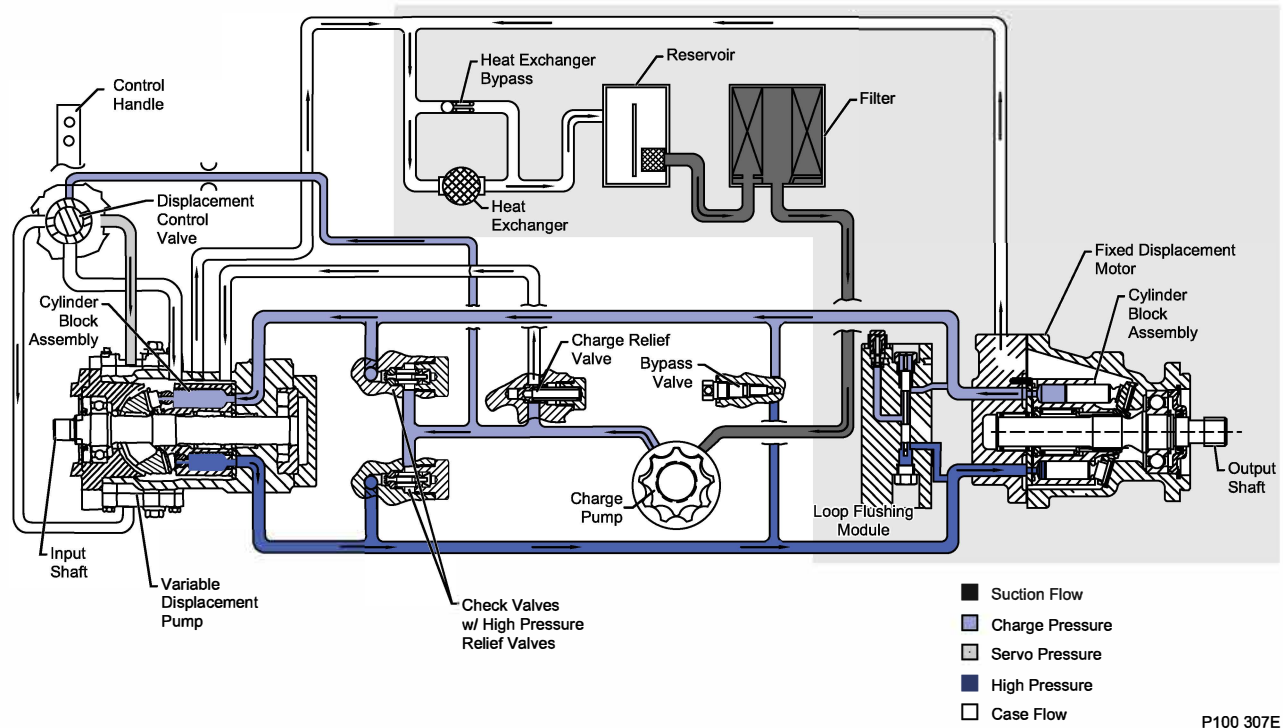 Control
Handle
Heat Exchanger
Bypass
Reservoir
Filter
Displacement
Control
Valve
Heat
Exchanger
Fixed Displacement
Motor
Cylinder
Block
Assembly
Cylinder
Block
Assembly
Charge Relief
Valve
Bypass
Valve
Charge
Pump
Loop Flushing
Module
Output
Shaft
Input
Shaft
Variable
Displacement
Pump
Check Valves
w/ High Pressure
Relief Valves
Suction Flow
Charge Pressure
Servo Pressure
High Pressure
Case Flow
P100 307E